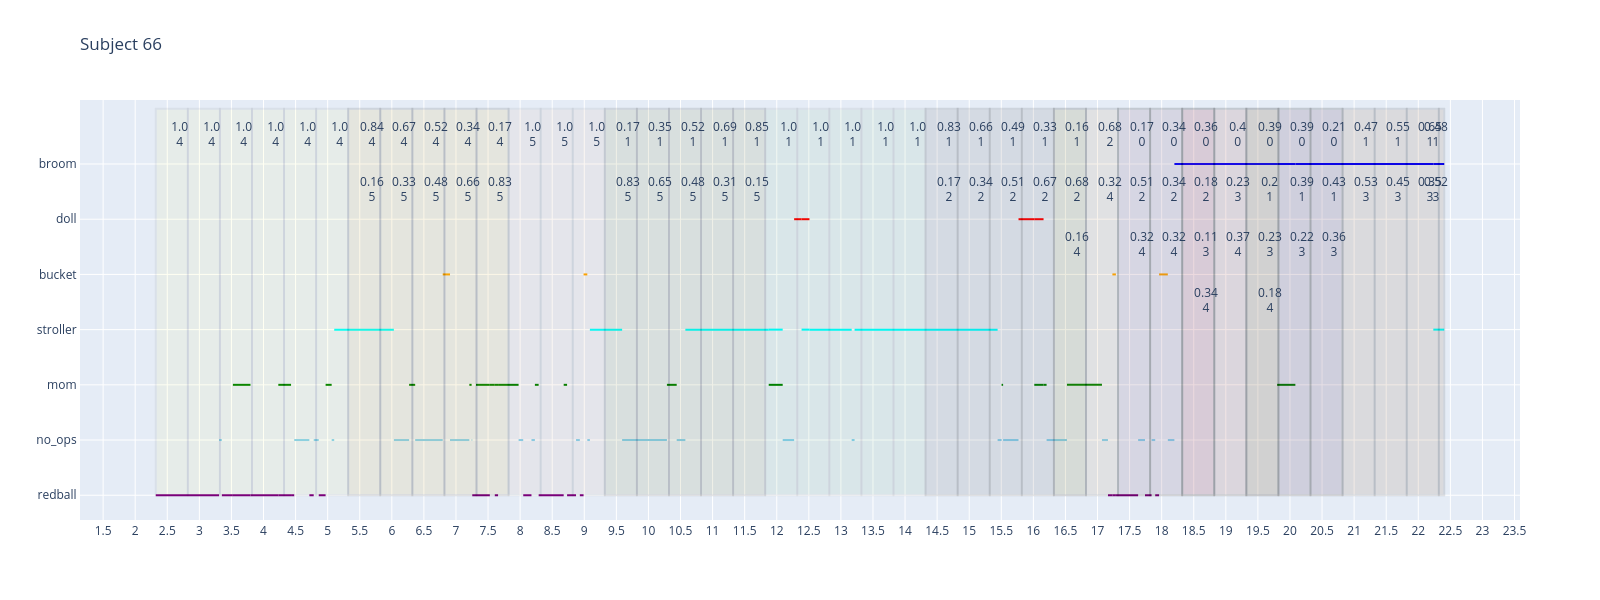 Subject 66
1.0 1.0 1.0 1.0 1.0 1.0 0.84 0.67 0.52 0.34 0.17 1.0 1.0 1.0 0.17 0.35 0.52 0.69 0.85 1.0 1.0 1.0 1.0 1.0 0.83 0.66 0.49 0.33 0.16 0.68 0.17 0.34 0.36 0.4 0.39 0.39 0.21 0.47 0.55
4 4 4 4 4 4 4 4 4 4 4 5 5 5 1 1 1 1 1 1 1 1 1 1 1 1 1 1 1 2 0 0 0 0 0 0 0 1 1 11
broom
0.16 0.33 0.48 0.66 0.83 0.83 0.65 0.48 0.31 0.15 0.17 0.34 0.51 0.67 0.68 0.32 0.51 0.34 0.18 0.23 0.2 0.39 0.43 0.53 0.45
5 5 5 5 5 5 5 5 5 5 2 2 2 2 2 4 2 2 2 3 1 1 1 3 3 33
doll
0.16 0.32 0.32 0.11 0.37 0.23 0.22 0.36
4 4 4 3 4 3 3 3
bucket
0.34 0.18
4 4
stroller
mom
no_ops
redball
1.5 2 2.5 3 3.5 4 4.5 5 5.5 6 6.5 7 7.5 8 8.5 9 9.5 10 10.5 11 11.5 12 12.5 13 13.5 14 14.5 15 15.5 16 16.5 17 17.5 18 18.5 19 19.5 20 20.5 21 21.5 22 22.5 23 23.5